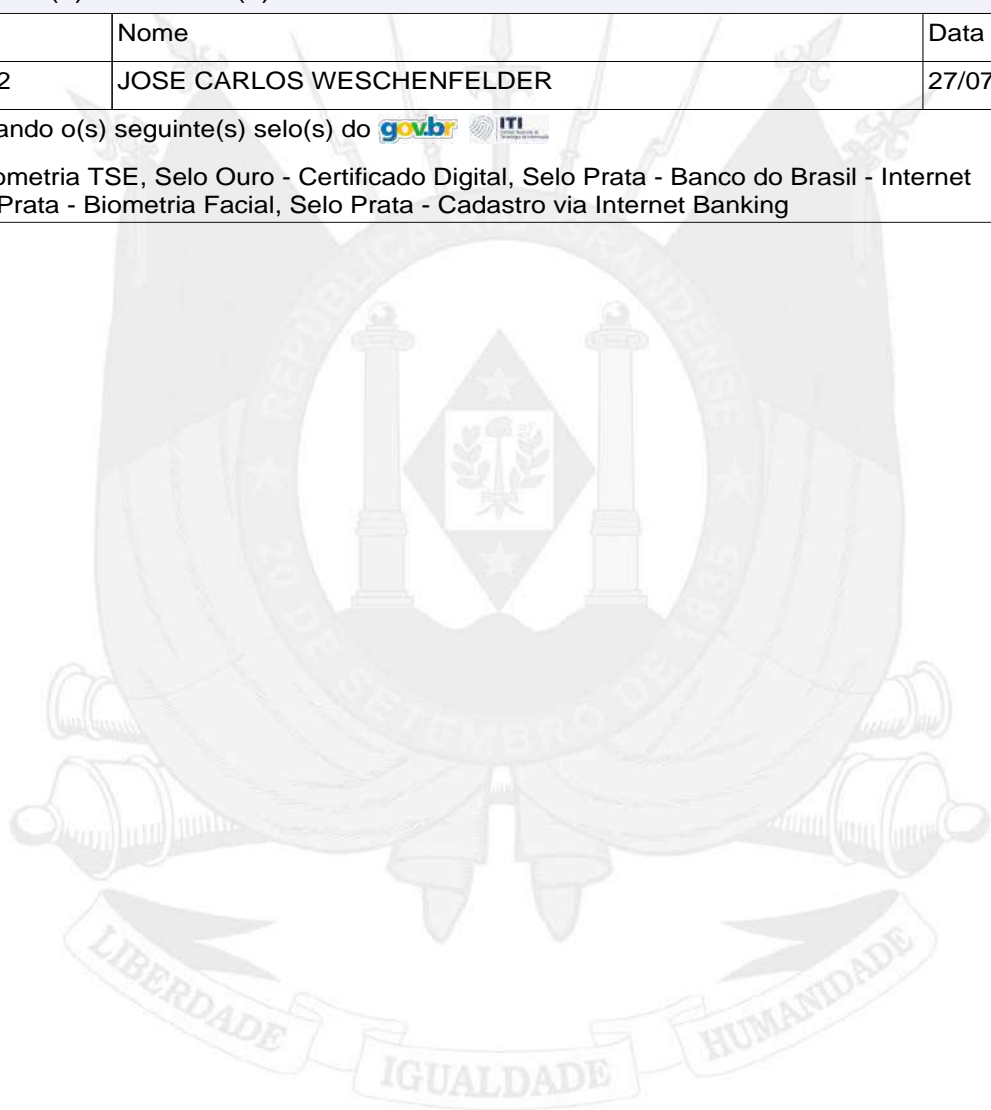 Nome Data
2 JOSE CARLOS WESCHENFELDER 27/07
ando o(s) seguinte(s) selo(s) do gov.br ITI
ometria TSE, Selo Ouro - Certificado Digital, Selo Prata - Banco do Brasil - Internet
Prata - Biometria Facial, Selo Prata - Cadastro via Internet Banking
REPUBLICA RIO GRANDENSE
20 DE SETEMBRO DE 1835
LIBERDADE IGUALDADE HUMANIDADE